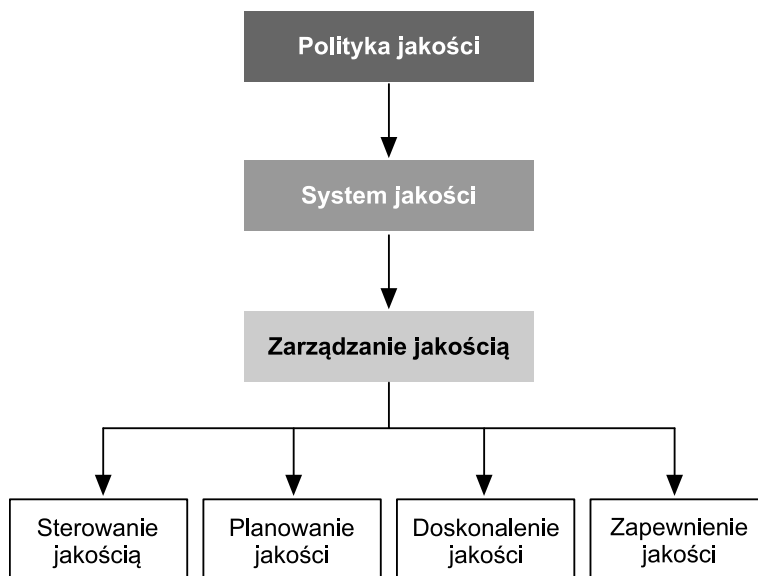 Polityka jakości
System jakości
Zarządzanie jakością
Sterowanie
jakością
Planowanie
jakości
Doskonalenie
jakości
Zapewnienie
jakości